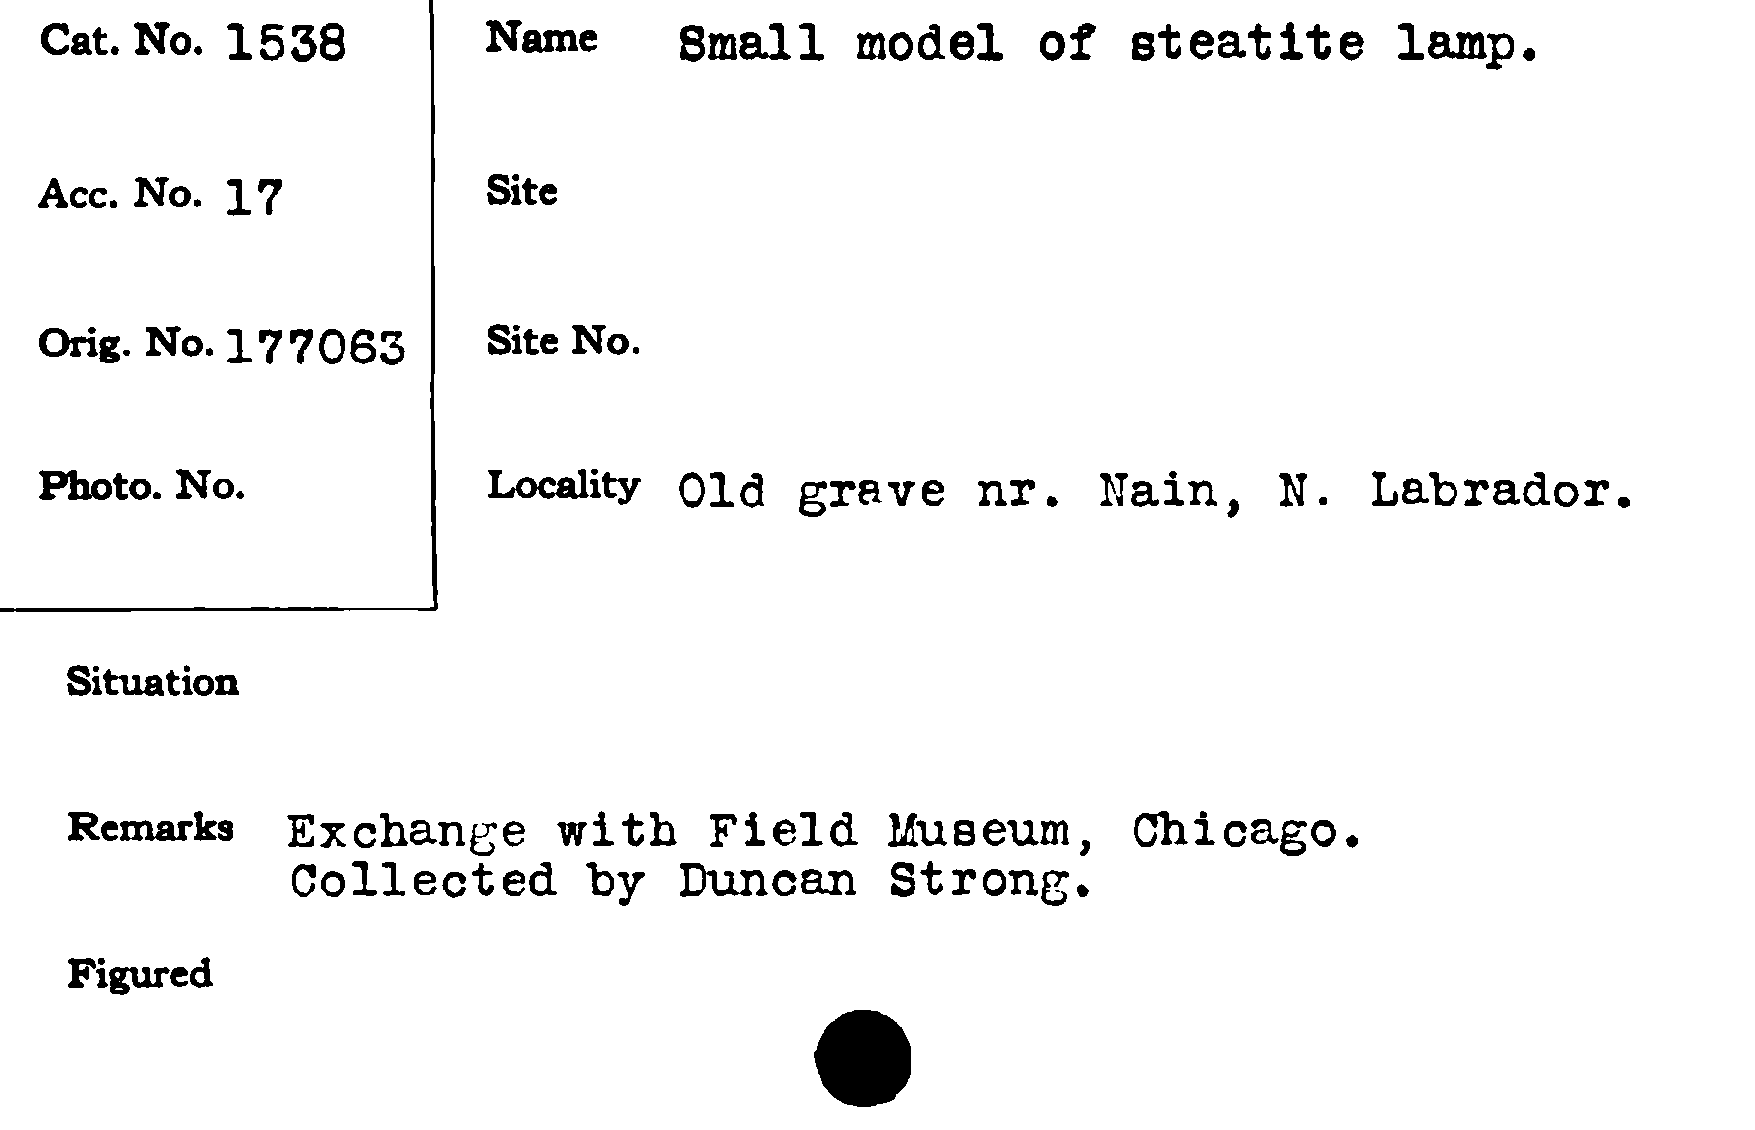 Cat. No. 1538
Name Small model of steatite lamp.
Acc. No. 17
Site
Orig. No. 177063
Site No.
Photo. No.
Locality Old grave nr. Nain, N. Labrador.
Situation
Remarks Exchange with Field Museum, Chicago.
Collected by Duncan Strong.
Figured